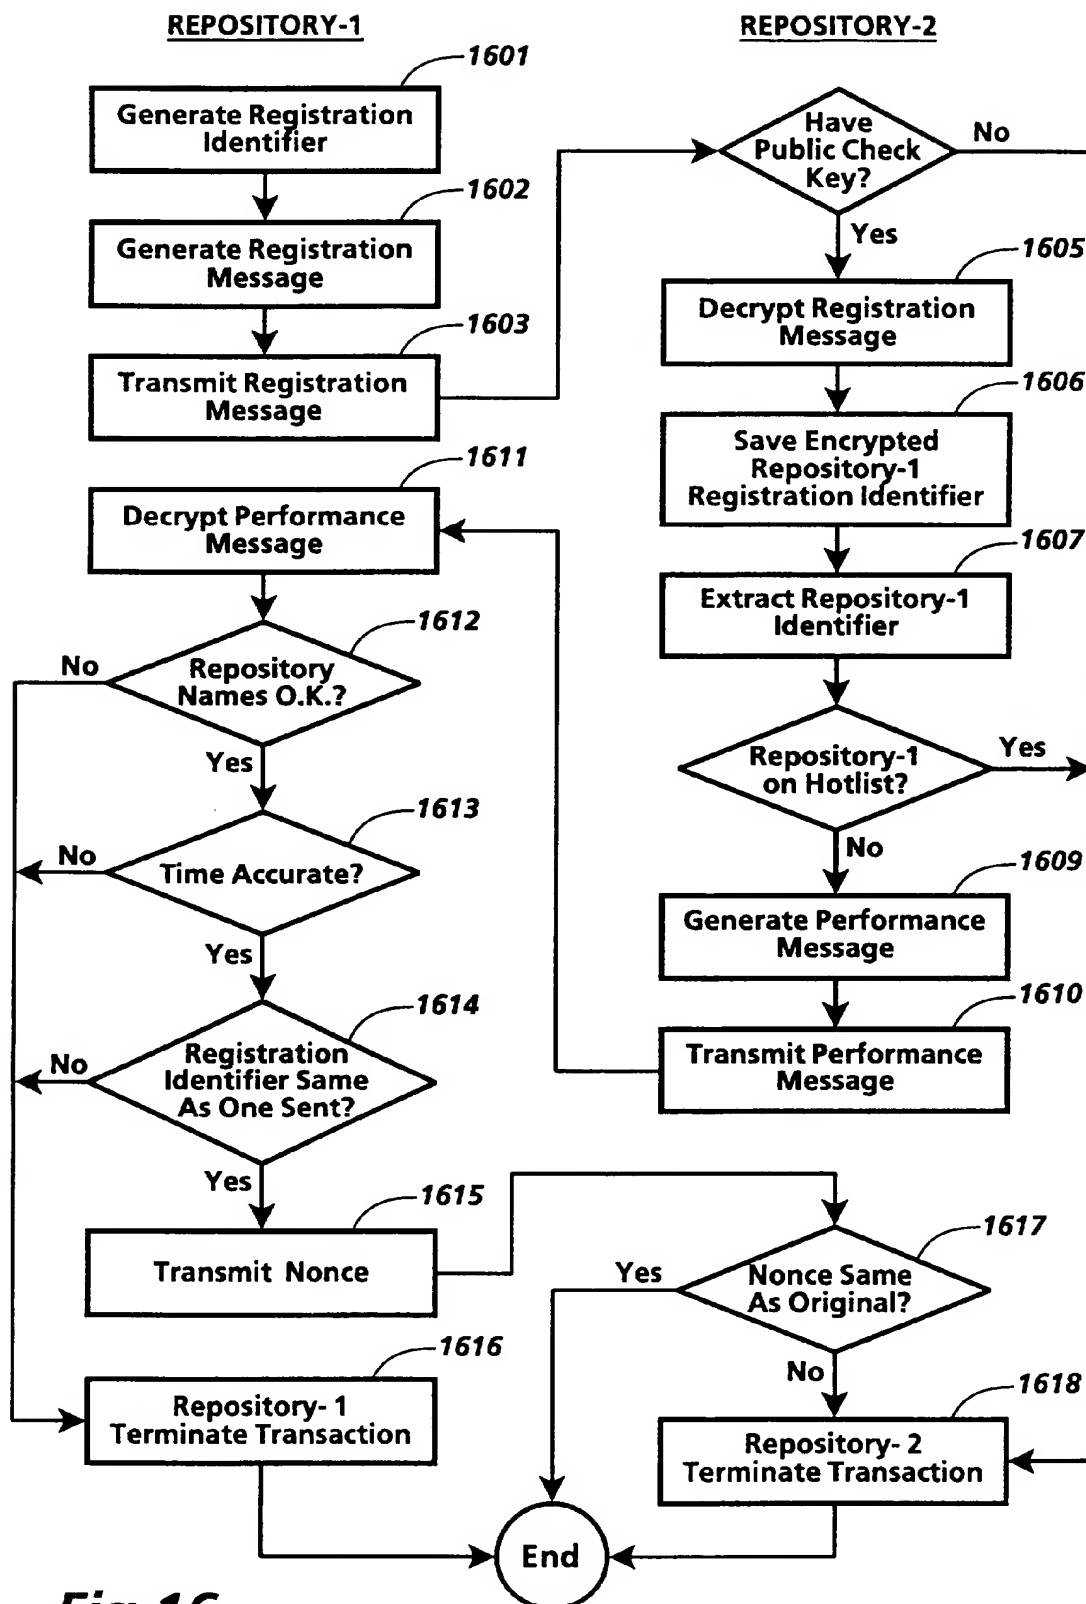 REPOSITORY-1
1601
Generate Registration
Identifier
1602
Generate Registration
Message
1603
Transmit Registration
Message
1611
Decrypt Performance
Message
1612
Repository
Names O.K.?
No
Yes
1613
Time Accurate?
No
Yes
1614
Registration
Identifier Same
As One Sent?
No
Yes
1615
Transmit Nonce
1616
Repository- 1
Terminate Transaction
REPOSITORY-2
Have
Public Check
Key?
No
Yes
1605
Decrypt Registration
Message
1606
Save Encrypted
Repository-1
Registration Identifier
1607
Extract Repository-1
Identifier
Repository-1
on Hotlist?
Yes
No
1609
Generate Performance
Message
1610
Transmit Performance
Message
1617
Nonce Same
As Original?
Yes
No
1618
Repository- 2
Terminate Transaction
End
Fig. 16